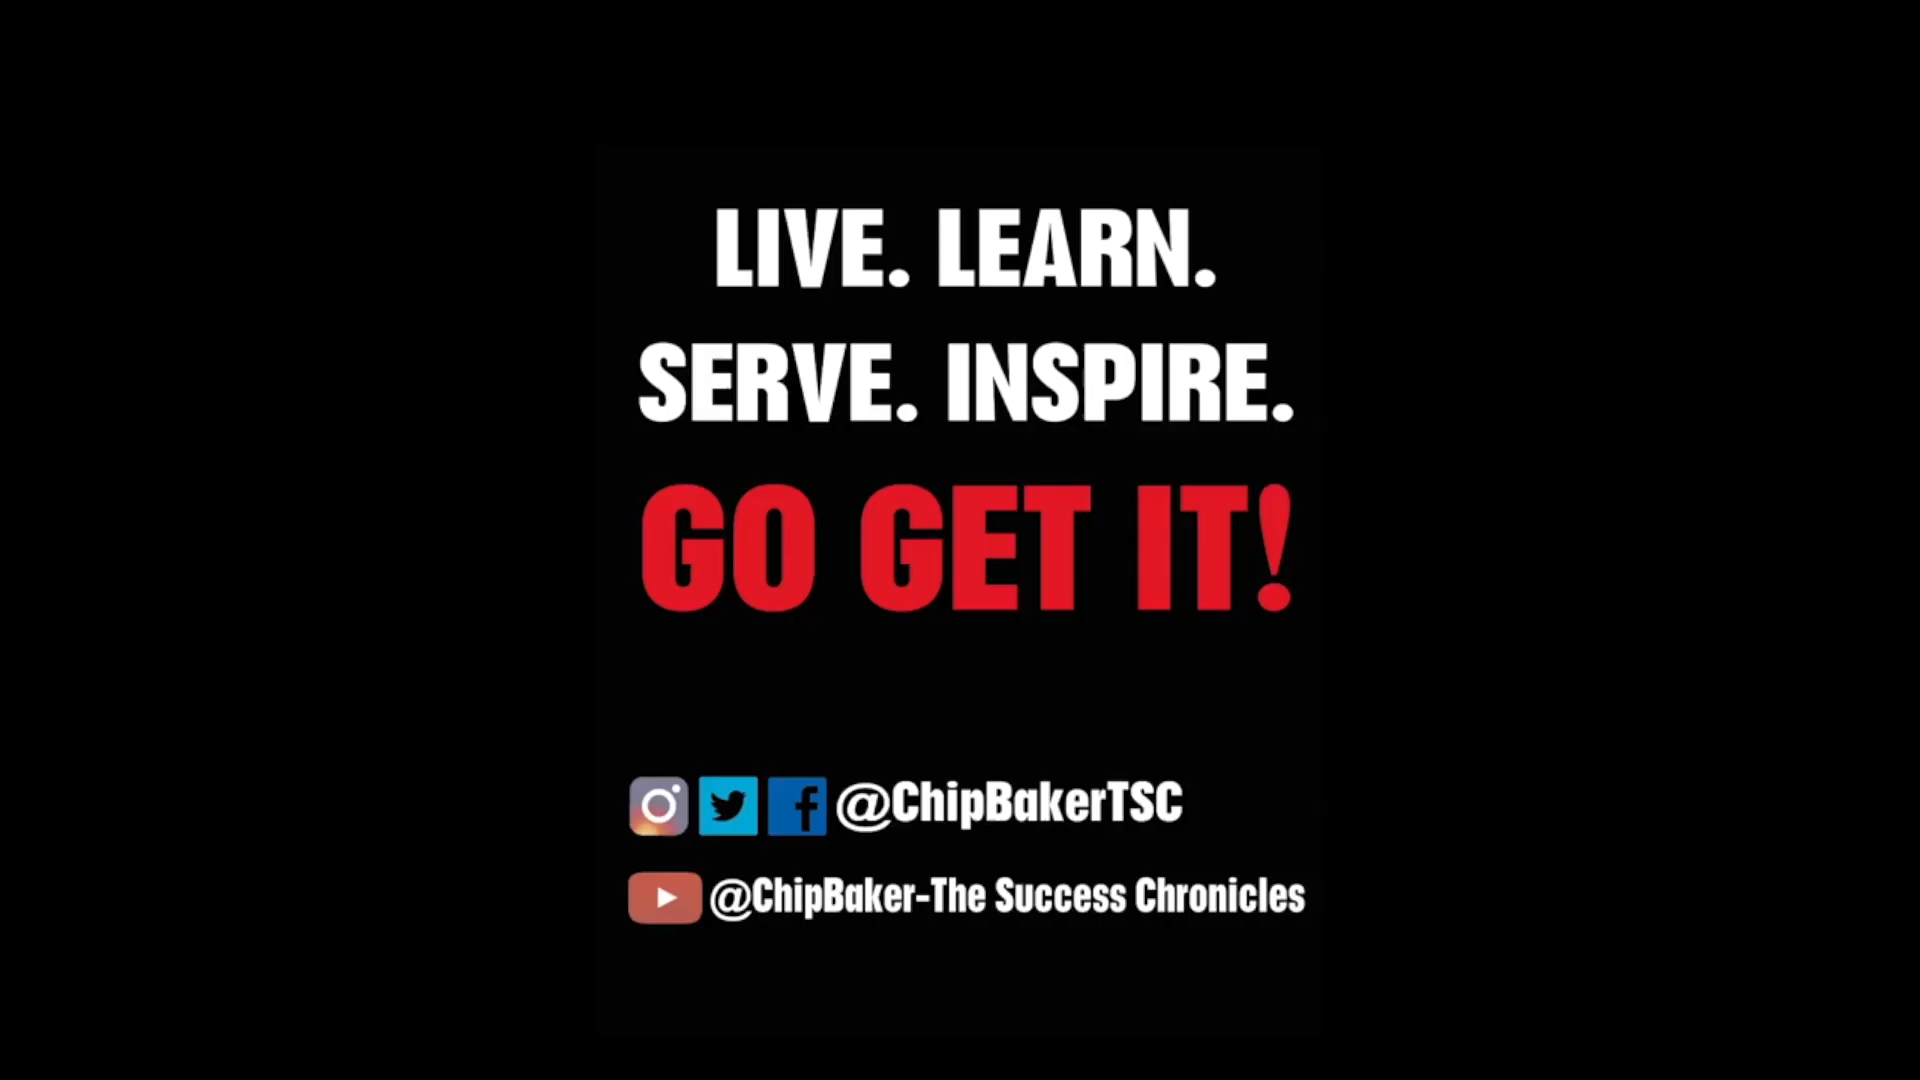 LIVE. LEARN.
SERVE. INSPIRE.
GO GET IT!
@ChipBakerTSC
@ChipBaker-The Success Chronicles